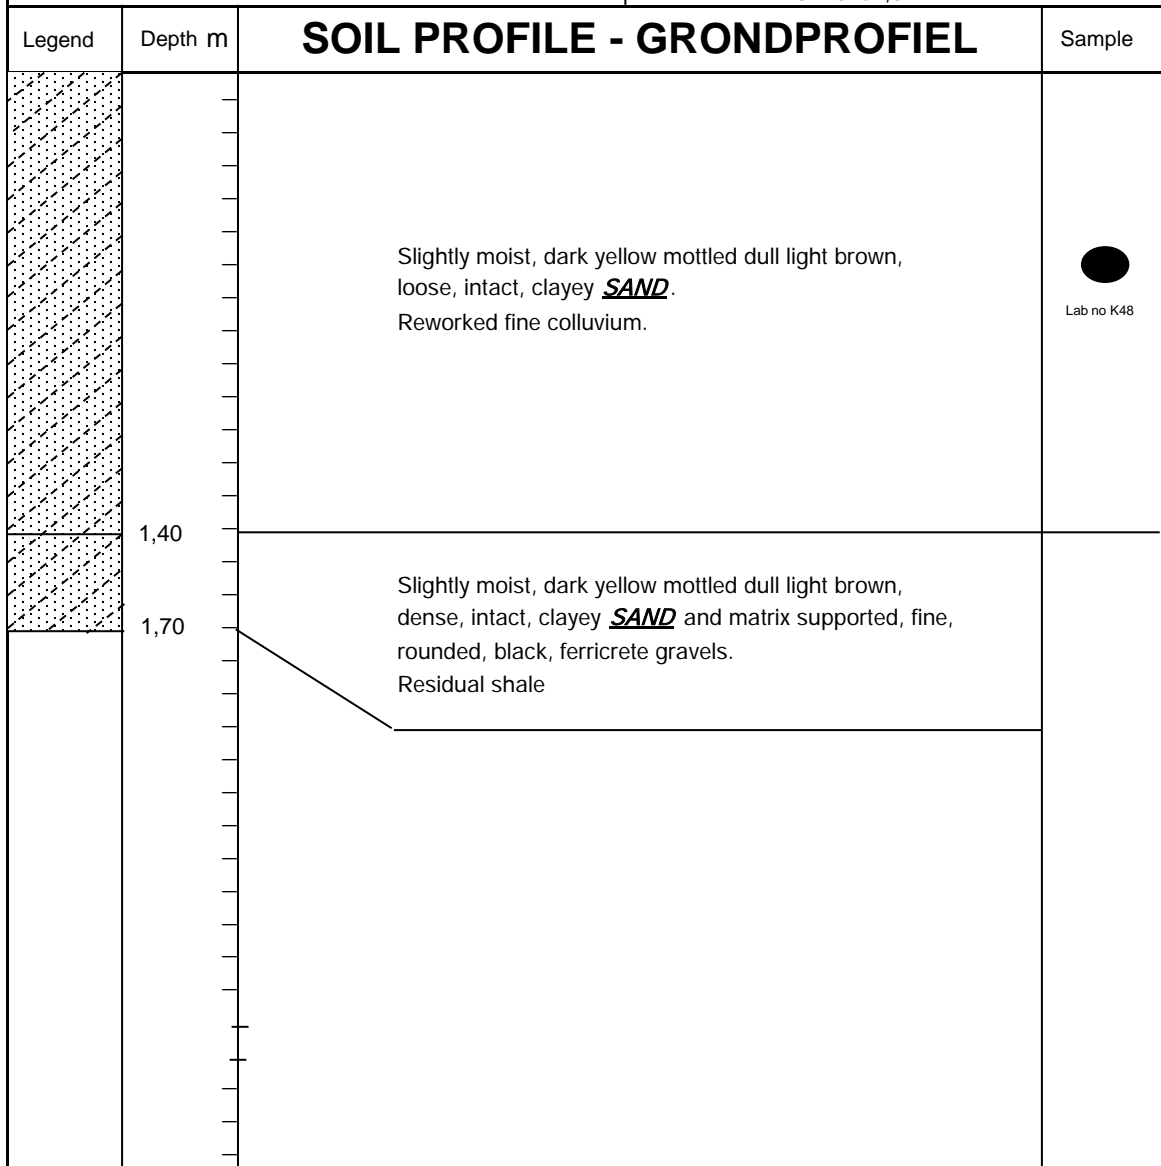 Legend Depth m SOIL PROFILE - GRONDPROFIEL Sample
Slightly moist, dark yellow mottled dull light brown,
loose, intact, clayey SAND.
Reworked fine colluvium.
Lab no K48
1,40
Slightly moist, dark yellow mottled dull light brown,
dense, intact, clayey SAND and matrix supported, fine,
rounded, black, ferricrete gravels.
Residual shale
1,70